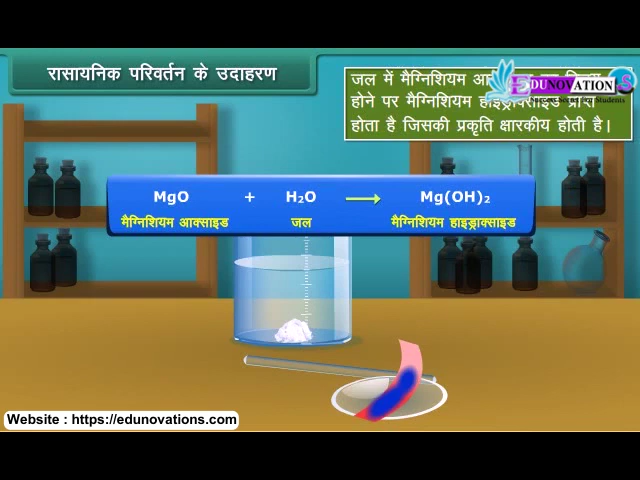 रासायनिक परिवर्तन के उदाहरण
जल में मैग्निशियम
होने पर मैग्निशियम
होता है जिसकी प्रकृति क्षारकीय होती है।
EDUNOVATIONS
MgO + H₂O ⟶ Mg(OH)₂
मैग्निशियम आक्साइड जल मैग्निशियम हाइड्राक्साइड
Website : https://edunovations.com